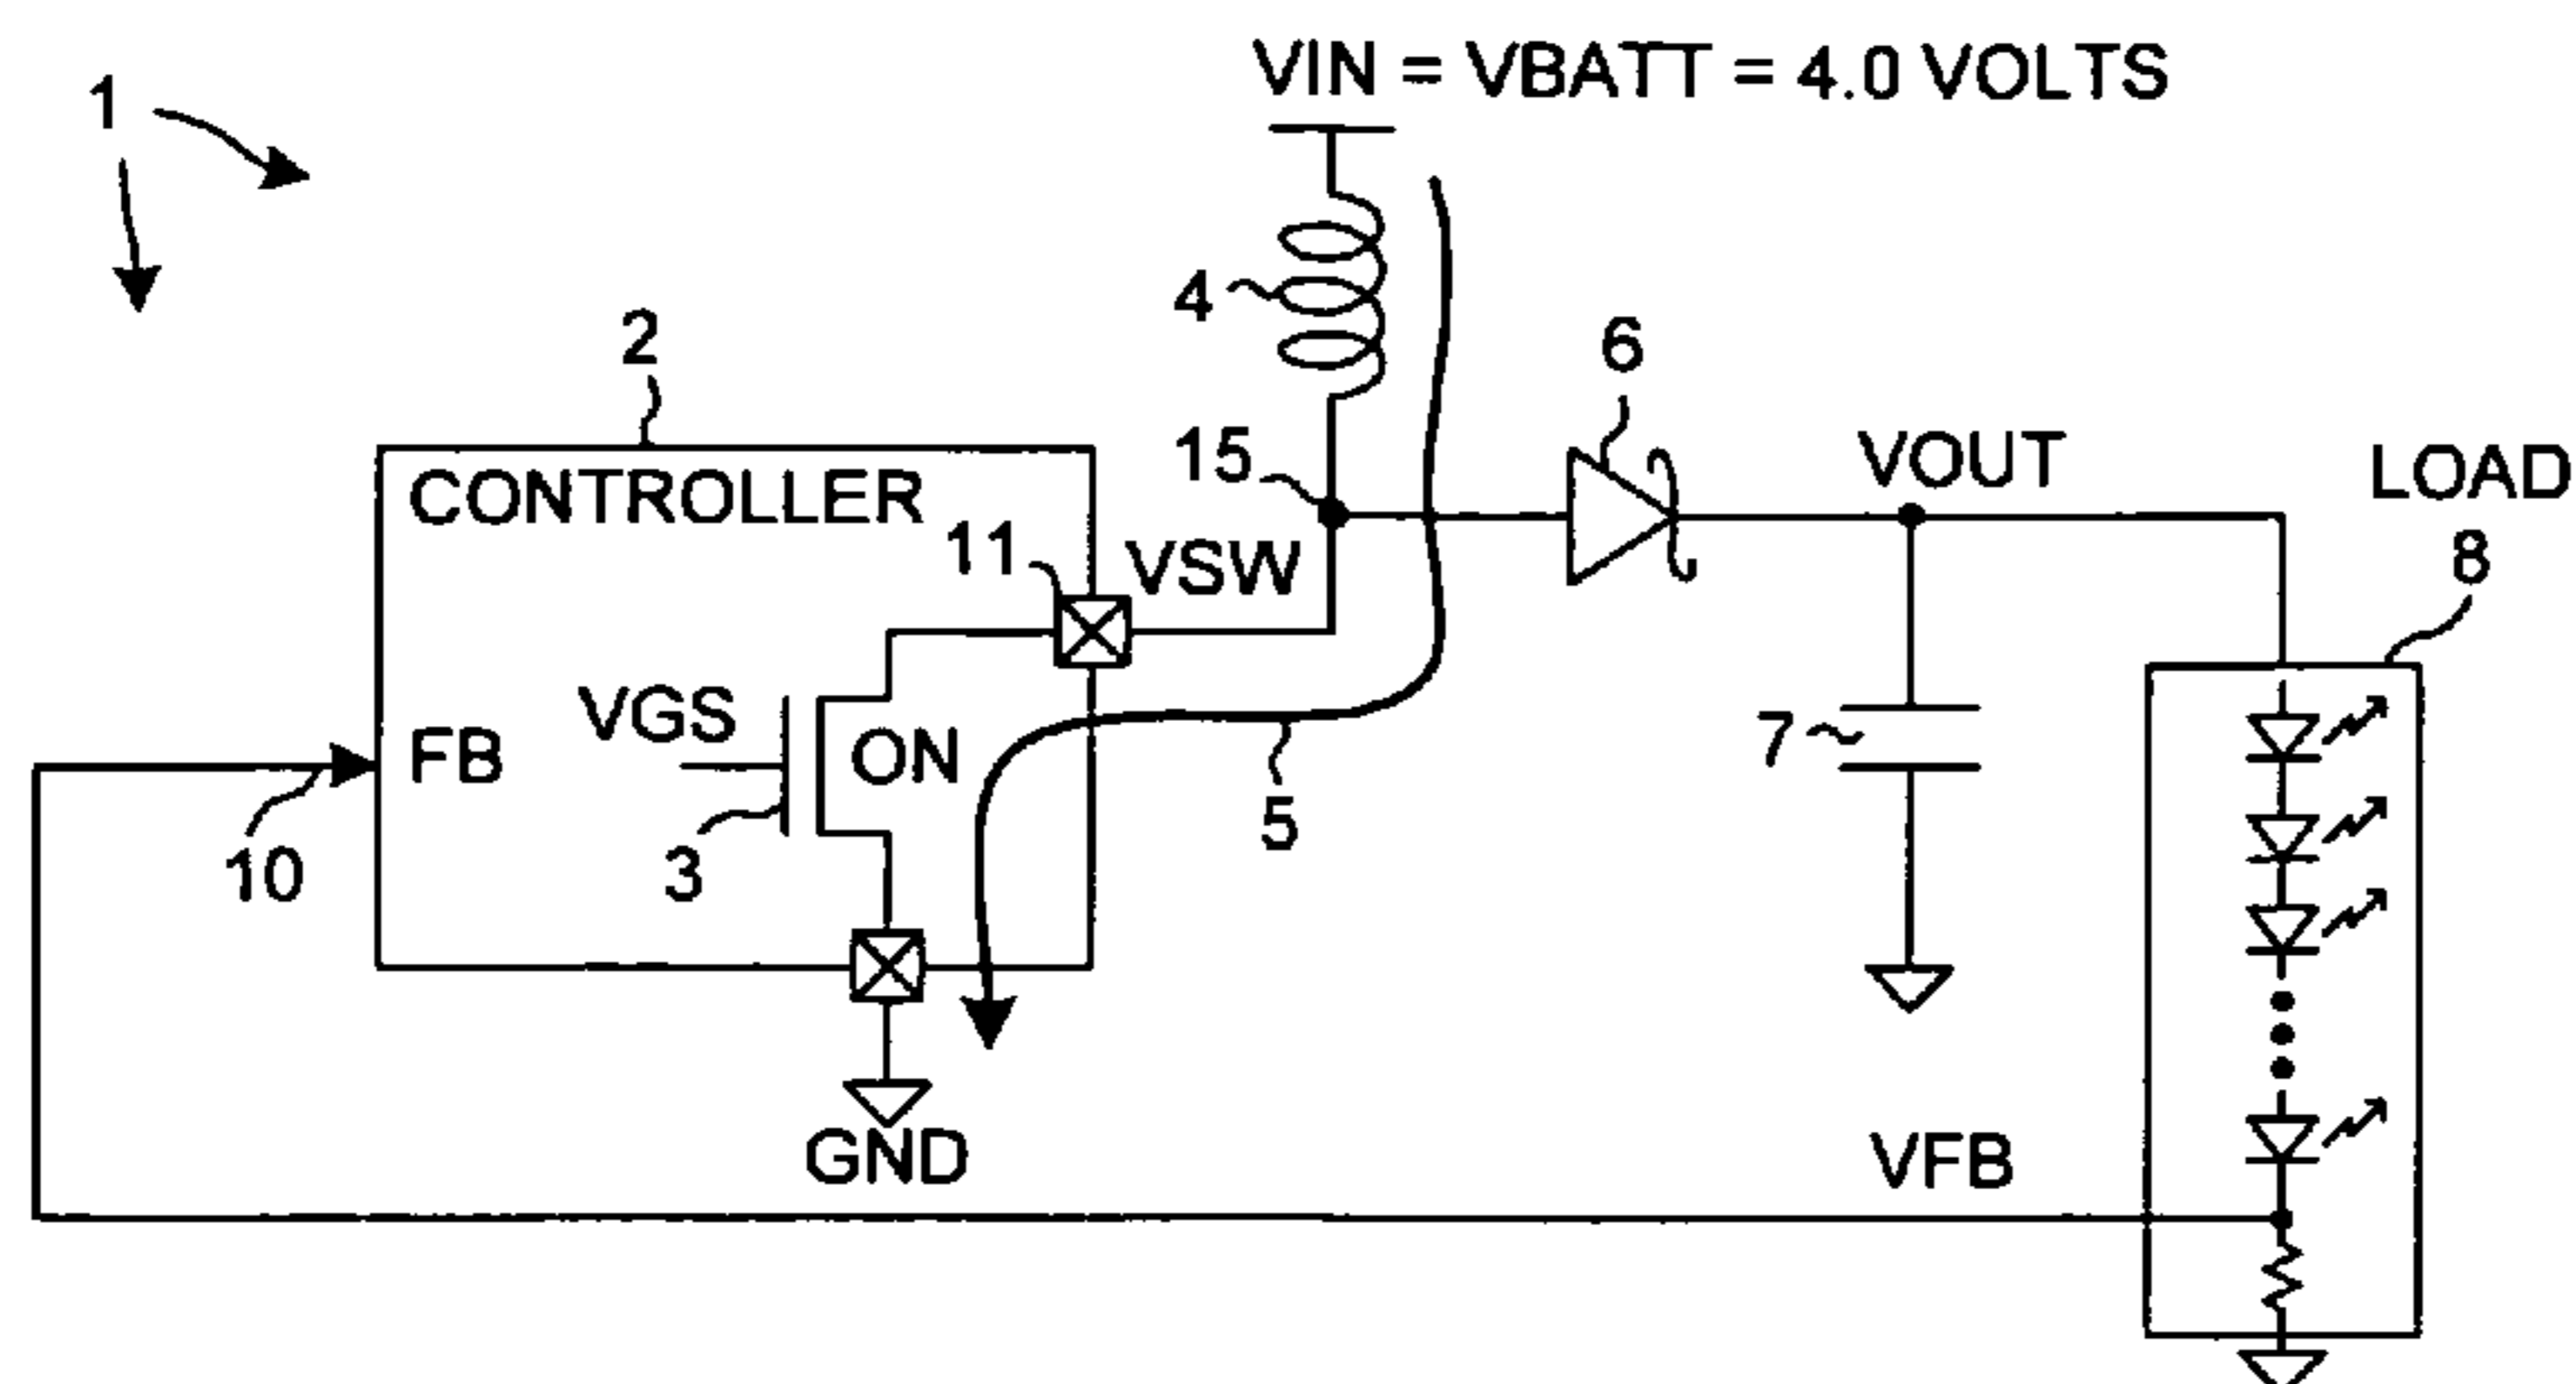 VIN = VBATT = 4.0 VOLTS
1
4
2
6
15
VOUT
LOAD
CONTROLLER
11
VSW
8
VGS
7
FB
ON
5
10
3
GND
VFB